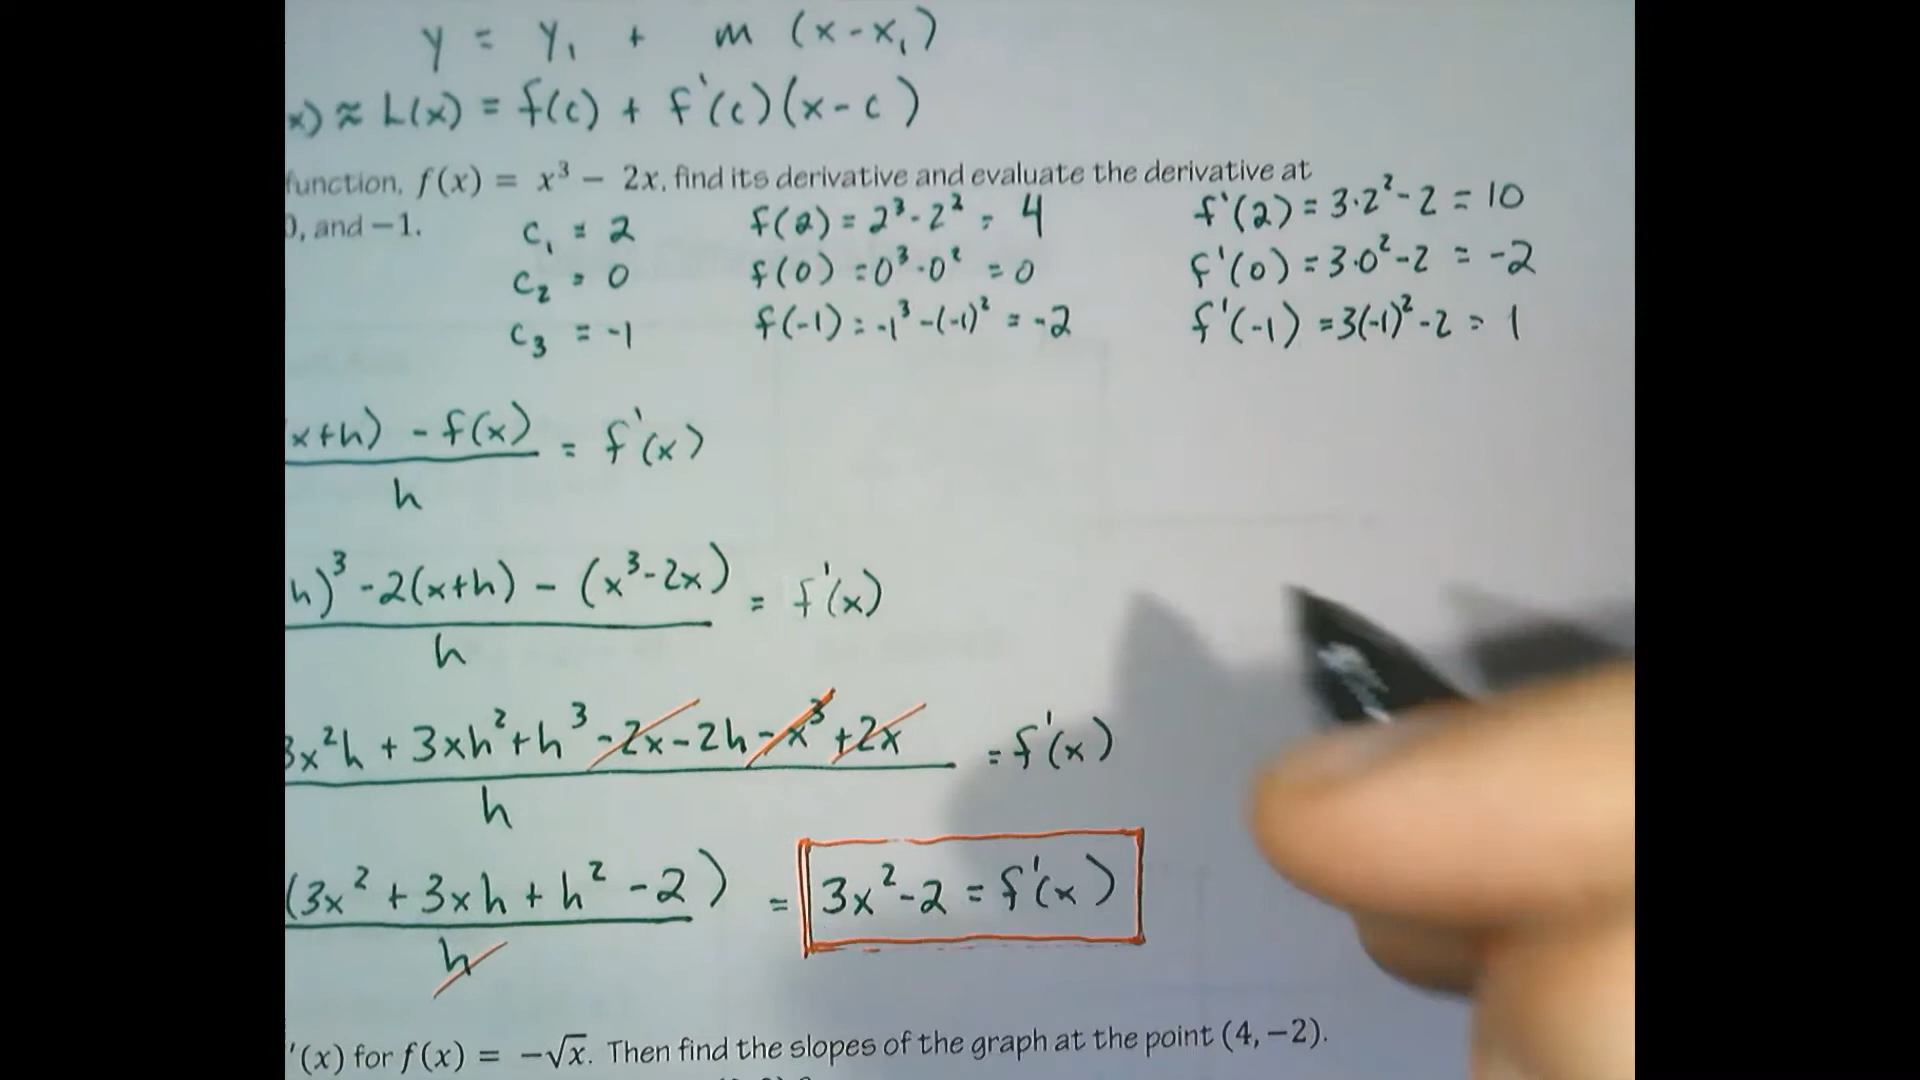 y = y₁ + m (x-x₁)
x) ≈ L(x) = f(c) + f'(c)(x-c)
function, f(x) = x³ − 2x, find its derivative and evaluate the derivative at
0, and −1.
c₁ = 2 f(2) = 2³-2² = 4 f'(2) = 3·2²-2 = 10
c₂ = 0 f(0) = 0³-0² = 0 f'(0) = 3·0²-2 = -2
c₃ = -1 f(-1) = -1³-(-1)² = -2 f'(-1) = 3(-1)²-2 = 1
x+h) - f(x) = f'(x)
h
h)³ -2(x+h) - (x³-2x) = f'(x)
h
3x²h + 3xh² + h³ -2x -2h -x³ +2x = f'(x)
h
(3x² + 3xh + h² - 2) = 3x²-2 = f'(x)
h
'(x) for f(x) = −√x. Then find the slopes of the graph at the point (4, −2).